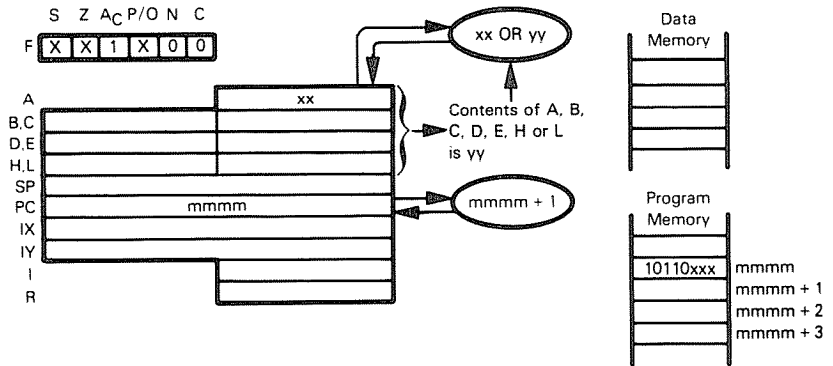 S Z AC P/O N C
F X X 1 X 0 0
xx OR yy
Data
Memory
A xx
B,C
D,E
H,L
Contents of A, B,
C, D, E, H or L
is yy
SP
PC mmmm
mmmm + 1
IX
IY
I
R
Program
Memory
10110xxx mmmm
mmmm + 1
mmmm + 2
mmmm + 3